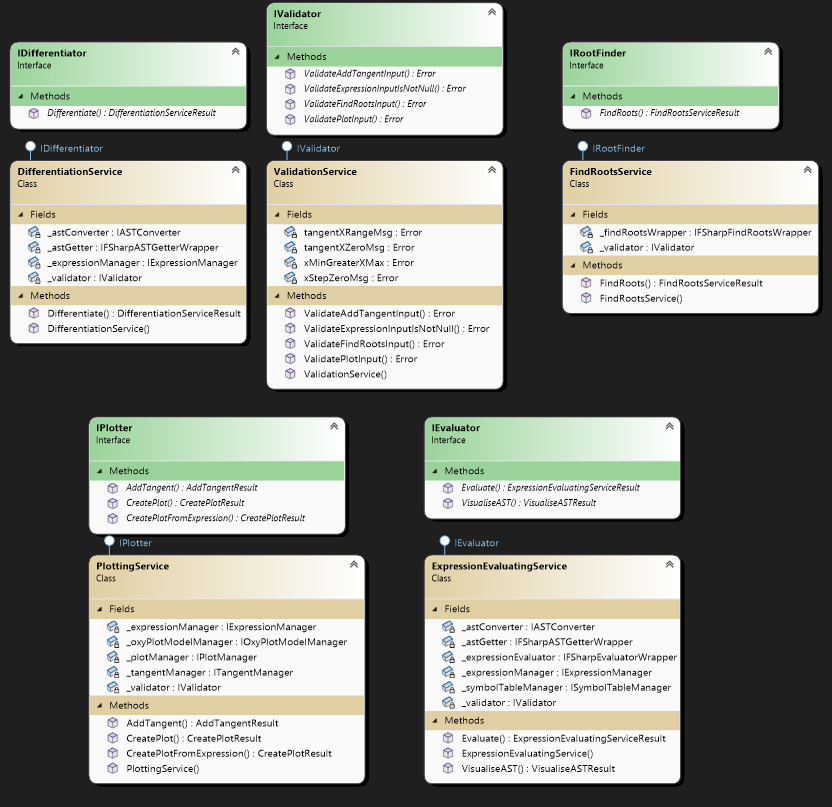 IDifferentiator
Interface
Methods
Differentiate() : DifferentiationServiceResult
IDifferentiator
DifferentiationService
Class
Fields
_astConverter : IASTConverter
_astGetter : IFSharpASTGetterWrapper
_expressionManager : IExpressionManager
_validator : IValidator
Methods
Differentiate() : DifferentiationServiceResult
DifferentiationService()
IValidator
Interface
Methods
ValidateAddTangentInput() : Error
ValidateExpressionInputIsNotNull() : Error
ValidateFindRootsInput() : Error
ValidatePlotInput() : Error
IValidator
ValidationService
Class
Fields
tangentXRangeMsg : Error
tangentXZeroMsg : Error
xMinGreaterXMax : Error
xStepZeroMsg : Error
Methods
ValidateAddTangentInput() : Error
ValidateExpressionInputIsNotNull() : Error
ValidateFindRootsInput() : Error
ValidatePlotInput() : Error
ValidationService()
IRootFinder
Interface
Methods
FindRoots() : FindRootsServiceResult
IRootFinder
FindRootsService
Class
Fields
_findRootsWrapper : IFSharpFindRootsWrapper
_validator : IValidator
Methods
FindRoots() : FindRootsServiceResult
FindRootsService()
IPlotter
Interface
Methods
AddTangent() : AddTangentResult
CreatePlot() : CreatePlotResult
CreatePlotFromExpression() : CreatePlotResult
IPlotter
PlottingService
Class
Fields
_expressionManager : IExpressionManager
_oxyPlotModelManager : IOxyPlotModelManager
_plotManager : IPlotManager
_tangentManager : ITangentManager
_validator : IValidator
Methods
AddTangent() : AddTangentResult
CreatePlot() : CreatePlotResult
CreatePlotFromExpression() : CreatePlotResult
PlottingService()
IEvaluator
Interface
Methods
Evaluate() : ExpressionEvaluatingServiceResult
VisualiseAST() : VisualiseASTResult
IEvaluator
ExpressionEvaluatingService
Class
Fields
_astConverter : IASTConverter
_astGetter : IFSharpASTGetterWrapper
_expressionEvaluator : IFSharpEvaluatorWrapper
_expressionManager : IExpressionManager
_symbolTableManager : ISymbolTableManager
_validator : IValidator
Methods
Evaluate() : ExpressionEvaluatingServiceResult
ExpressionEvaluatingService()
VisualiseAST() : VisualiseASTResult